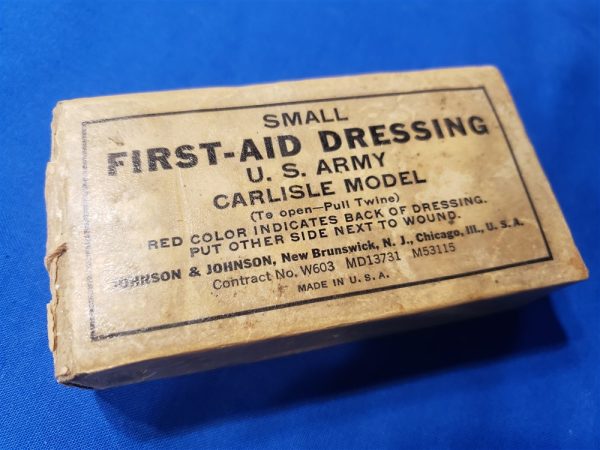 SMALL
FIRST-AID DRESSING
U. S. ARMY
CARLISLE MODEL
(To open—Pull Twine)
RED COLOR INDICATES BACK OF DRESSING.
PUT OTHER SIDE NEXT TO WOUND.
JOHNSON & JOHNSON, New Brunswick, N. J., Chicago, Ill., U. S. A.
Contract No. W603 MD13731 M53115
MADE IN U. S. A.